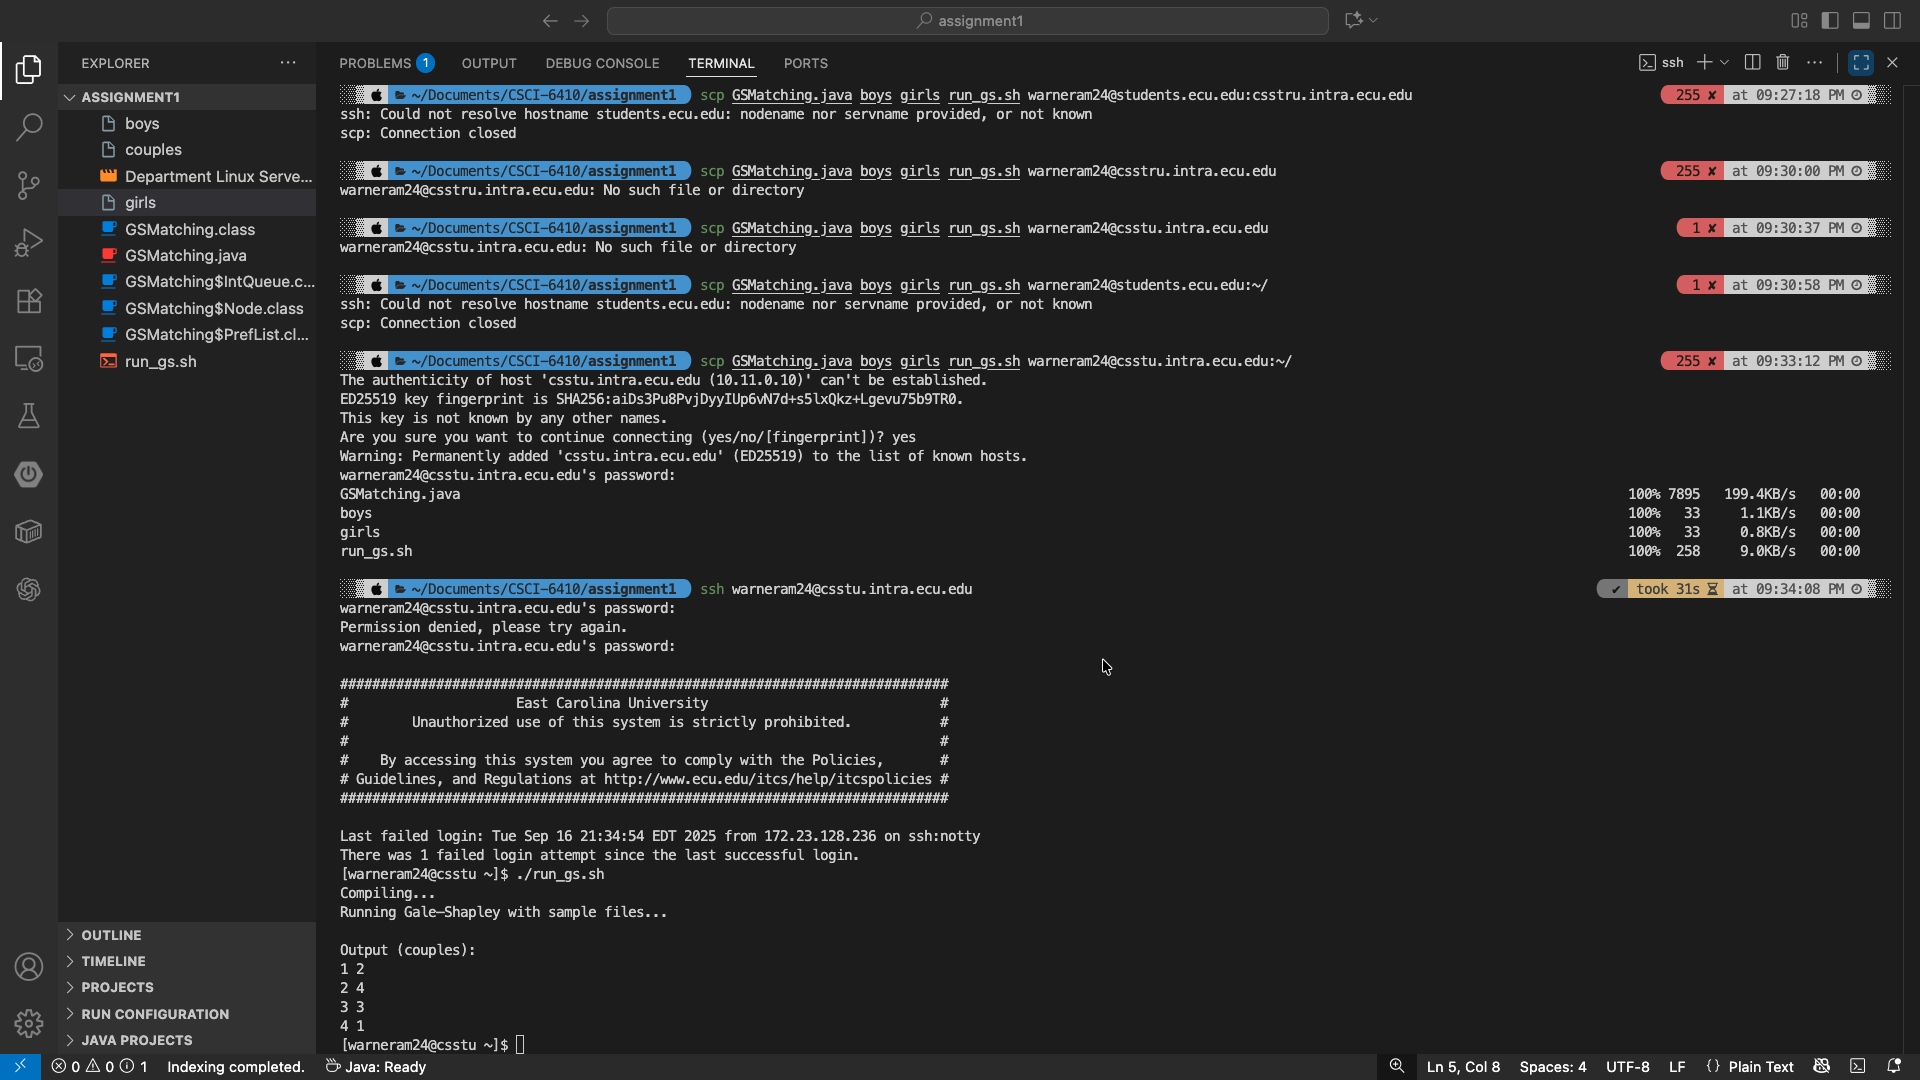 assignment1
EXPLORER
ASSIGNMENT1
boys
couples
Department Linux Serve...
girls
GSMatching.class
GSMatching.java
GSMatching$IntQueue.c...
GSMatching$Node.class
GSMatching$PrefList.cl...
run_gs.sh
OUTLINE
TIMELINE
PROJECTS
RUN CONFIGURATION
JAVA PROJECTS
PROBLEMS 1 OUTPUT DEBUG CONSOLE TERMINAL PORTS ssh
~/Documents/CSCI-6410/assignment1 scp GSMatching.java boys girls run_gs.sh warneram24@students.ecu.edu:csstru.intra.ecu.edu 255 ✘ at 09:27:18 PM
ssh: Could not resolve hostname students.ecu.edu: nodename nor servname provided, or not known
scp: Connection closed
~/Documents/CSCI-6410/assignment1 scp GSMatching.java boys girls run_gs.sh warneram24@csstru.intra.ecu.edu 255 ✘ at 09:30:00 PM
warneram24@csstru.intra.ecu.edu: No such file or directory
~/Documents/CSCI-6410/assignment1 scp GSMatching.java boys girls run_gs.sh warneram24@csstu.intra.ecu.edu 1 ✘ at 09:30:37 PM
warneram24@csstu.intra.ecu.edu: No such file or directory
~/Documents/CSCI-6410/assignment1 scp GSMatching.java boys girls run_gs.sh warneram24@students.ecu.edu:~/ 1 ✘ at 09:30:58 PM
ssh: Could not resolve hostname students.ecu.edu: nodename nor servname provided, or not known
scp: Connection closed
~/Documents/CSCI-6410/assignment1 scp GSMatching.java boys girls run_gs.sh warneram24@csstu.intra.ecu.edu:~/ 255 ✘ at 09:33:12 PM
The authenticity of host 'csstu.intra.ecu.edu (10.11.0.10)' can't be established.
ED25519 key fingerprint is SHA256:aiDs3Pu8PvjDyyIUp6vN7d+s5lxQkz+Lgevu75b9TR0.
This key is not known by any other names.
Are you sure you want to continue connecting (yes/no/[fingerprint])? yes
Warning: Permanently added 'csstu.intra.ecu.edu' (ED25519) to the list of known hosts.
warneram24@csstu.intra.ecu.edu's password:
GSMatching.java 100% 7895 199.4KB/s 00:00
boys 100% 33 1.1KB/s 00:00
girls 100% 33 0.8KB/s 00:00
run_gs.sh 100% 258 9.0KB/s 00:00
~/Documents/CSCI-6410/assignment1 ssh warneram24@csstu.intra.ecu.edu ✔ took 31s at 09:34:08 PM
warneram24@csstu.intra.ecu.edu's password:
Permission denied, please try again.
warneram24@csstu.intra.ecu.edu's password:
############################################################################
# East Carolina University #
# Unauthorized use of this system is strictly prohibited. #
# #
# By accessing this system you agree to comply with the Policies, #
# Guidelines, and Regulations at http://www.ecu.edu/itcs/help/itcspolicies #
############################################################################
Last failed login: Tue Sep 16 21:34:54 EDT 2025 from 172.23.128.236 on ssh:notty
There was 1 failed login attempt since the last successful login.
[warneram24@csstu ~]$ ./run_gs.sh
Compiling...
Running Gale–Shapley with sample files...
Output (couples):
1 2
2 4
3 3
4 1
[warneram24@csstu ~]$
0 0 1 Indexing completed. Java: Ready Ln 5, Col 8 Spaces: 4 UTF-8 LF {} Plain Text